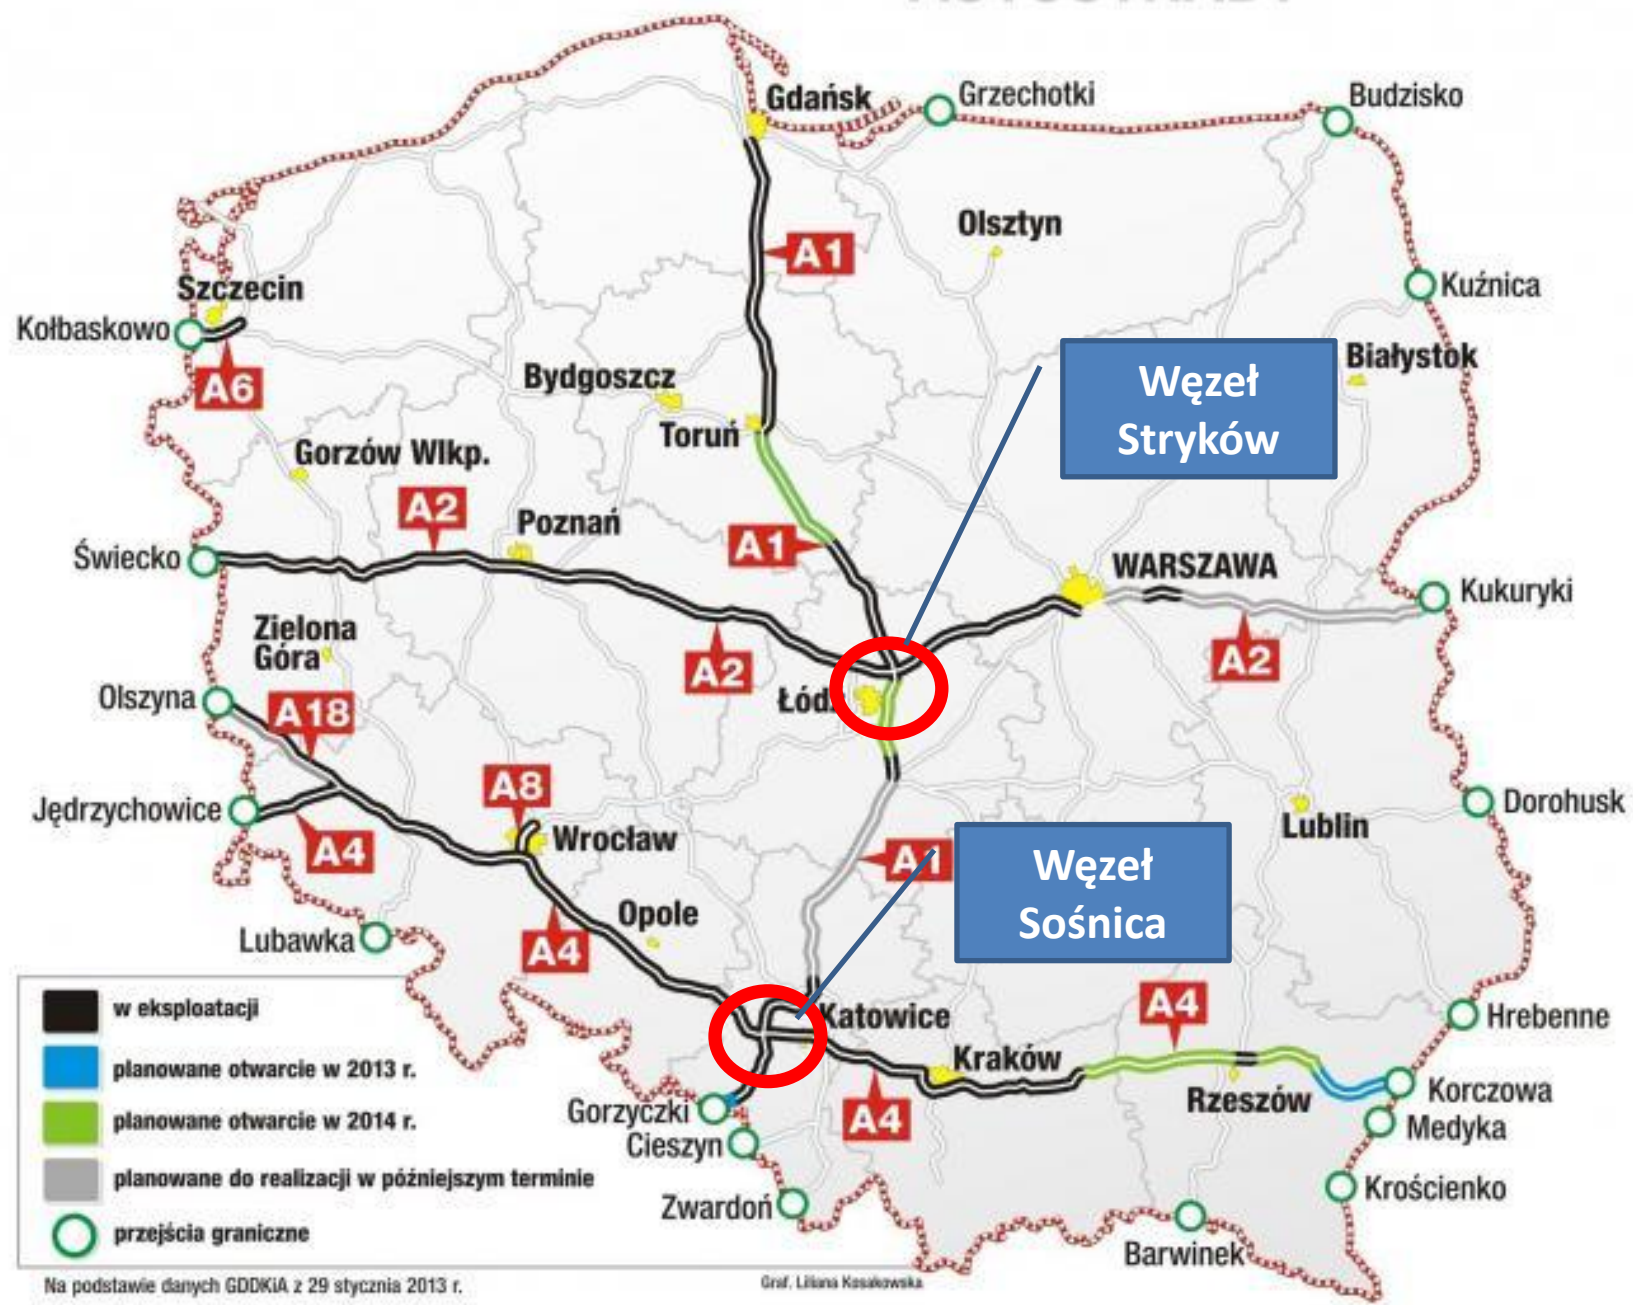 Gdańsk
Grzechotki
Budzisko
Olsztyn
A1
Kuźnica
Szczecin
Kołbaskowo
A6
Węzeł
Stryków
Białystok
Bydgoszcz
Toruń
Gorzów Wlkp.
A2
Poznań
A1
Świecko
WARSZAWA
Kukuryki
Zielona
Góra
A2
A2
Olszyna
A18
Łódź
A8
Jędrzychowice
Wrocław
Dorohusk
Lublin
A4
A1
Węzeł
Sośnica
Opole
Lubawka
A4
A4
Katowice
Hrebenne
Kraków
Rzeszów
Korczowa
Gorzyczki
A4
Medyka
Cieszyn
Krościenko
Zwardoń
Barwinek
w eksploatacji
planowane otwarcie w 2013 r.
planowane otwarcie w 2014 r.
planowane do realizacji w późniejszym terminie
przejścia graniczne
Na podstawie danych GDDKiA z 29 stycznia 2013 r.
Graf. Liliana Kosakowska